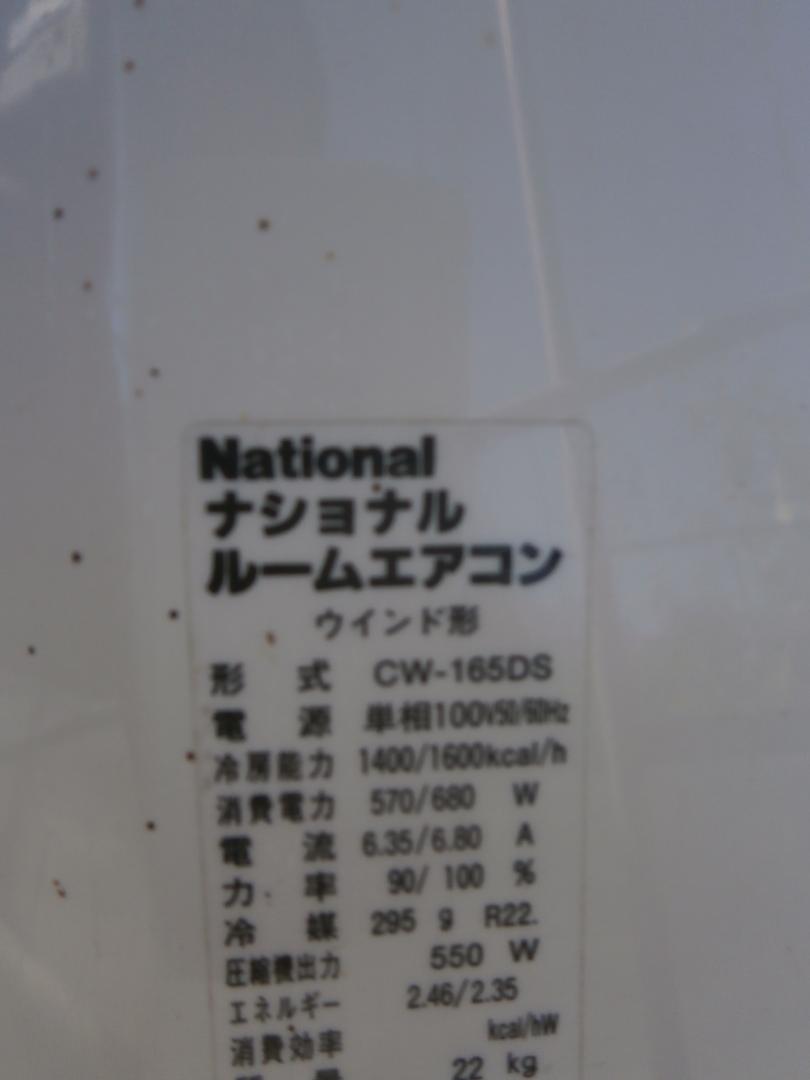 National
ナショナル
ルームエアコン
ウインド形
形 式 CW-165DS
電 源 単相100V50/60Hz
冷房能力 1400/1600kcal/h
消費電力 570/680 W
電 流 6.35/6.80 A
力 率 90/ 100 %
冷 媒 295 g R22.
圧縮機出力 550 W
エネルギー 2.46/2.35
消費効率 kcal/hW
22 kg